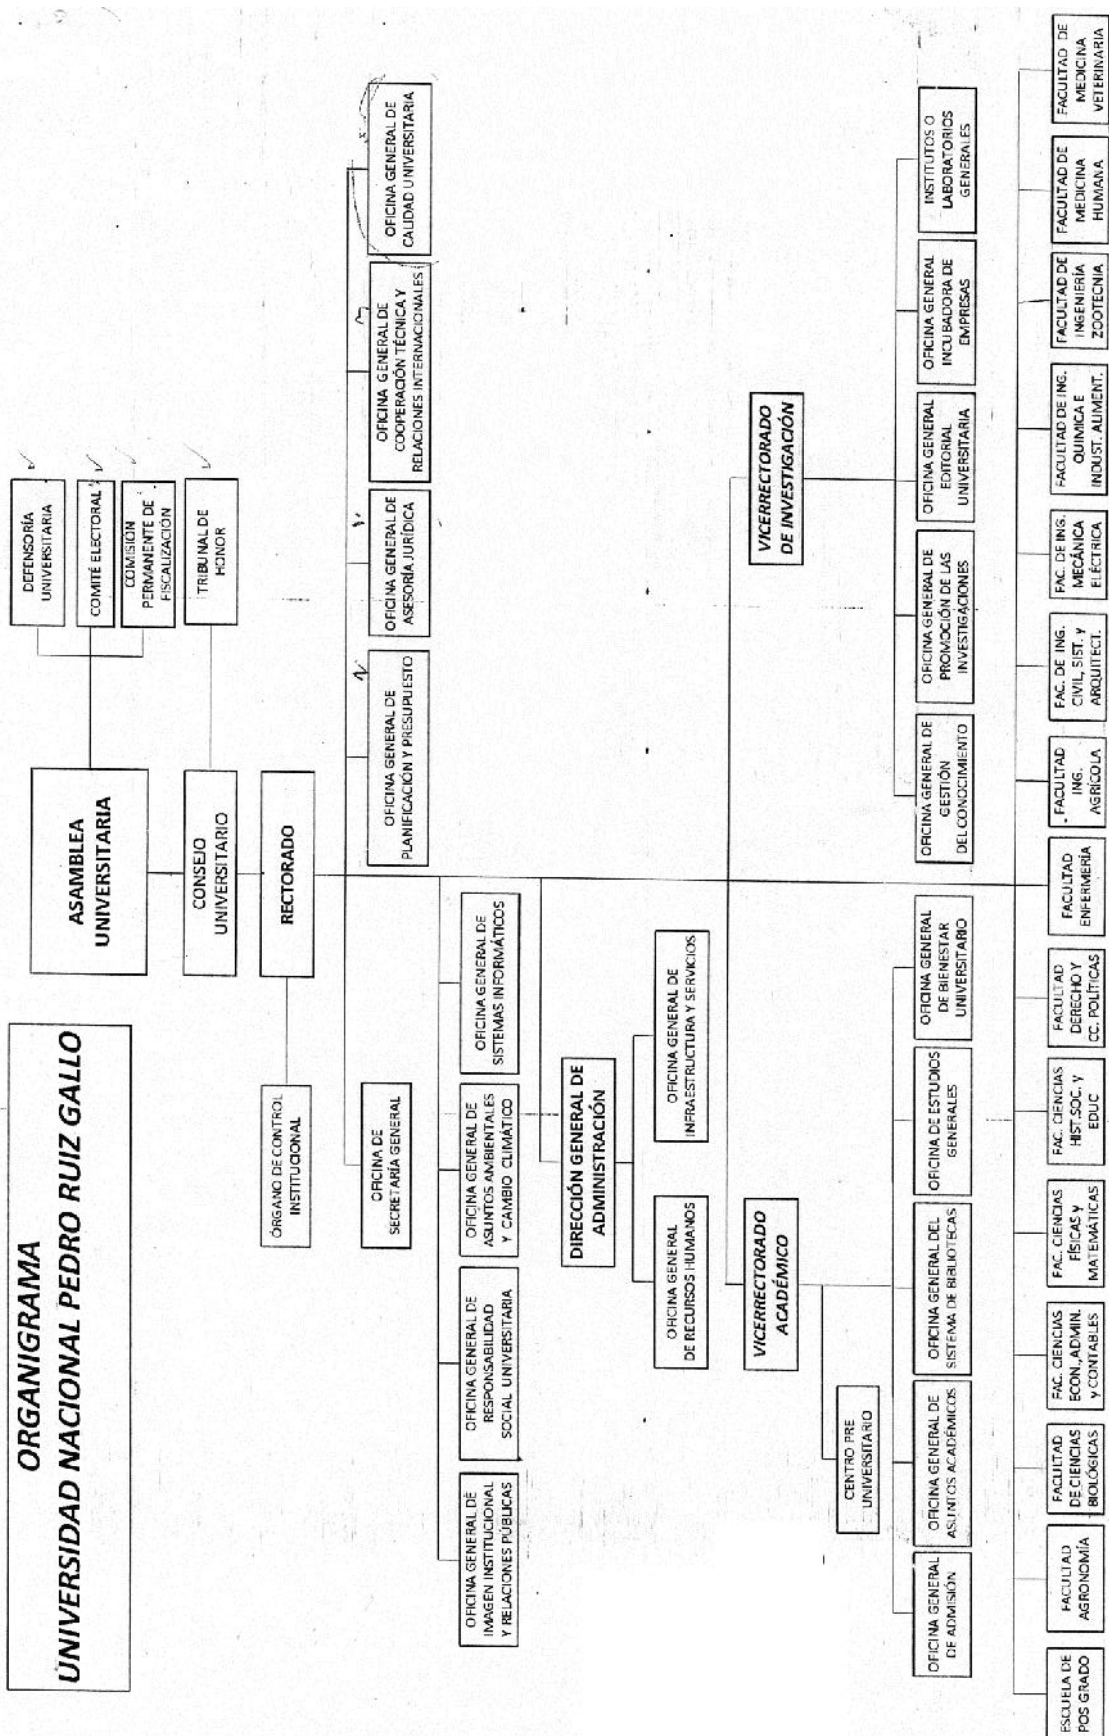 ORGANIGRAMA
UNIVERSIDAD NACIONAL PEDRO RUIZ GALLO
ASAMBLEA
UNIVERSITARIA
DEFENSORÍA
UNIVERSITARIA
COMITÉ ELECTORAL
COMISIÓN
PERMANENTE DE
FISCALIZACIÓN
CONSEJO
UNIVERSITARIO
TRIBUNAL DE
HONOR
RECTORADO
ÓRGANO DE CONTROL
INSTITUCIONAL
OFICINA DE
SECRETARÍA GENERAL
OFICINA GENERAL DE
PLANIFICACIÓN Y PRESUPUESTO
OFICINA GENERAL DE
ASESORÍA JURÍDICA
OFICINA GENERAL DE
COOPERACIÓN TÉCNICA Y
RELACIONES INTERNACIONALES
OFICINA GENERAL DE
CALIDAD UNIVERSITARIA
OFICINA GENERAL DE
IMAGEN INSTITUCIONAL
Y RELACIONES PÚBLICAS
OFICINA GENERAL DE
RESPONSABILIDAD
SOCIAL UNIVERSITARIA
OFICINA GENERAL DE
ASUNTOS AMBIENTALES
Y CAMBIO CLIMÁTICO
OFICINA GENERAL DE
SISTEMAS INFORMÁTICOS
DIRECCIÓN GENERAL DE
ADMINISTRACIÓN
OFICINA GENERAL
DE RECURSOS HUMANOS
OFICINA GENERAL DE
INFRAESTRUCTURA Y SERVICIOS
VICERRECTORADO
ACADÉMICO
VICERRECTORADO
DE INVESTIGACIÓN
CENTRO PRE
UNIVERSITARIO
OFICINA GENERAL
DE ADMISIÓN
OFICINA GENERAL DE
ASUNTOS ACADÉMICOS
OFICINA GENERAL DEL
SISTEMA DE BIBLIOTECAS
OFICINA DE ESTUDIOS
GENERALES
OFICINA GENERAL
DE BIENESTAR
UNIVERSITARIO
OFICINA GENERAL DE
GESTIÓN
DEL CONOCIMIENTO
OFICINA GENERAL DE
PROMOCIÓN DE LAS
INVESTIGACIONES
OFICINA GENERAL
EDITORIAL
UNIVERSITARIA
OFICINA GENERAL
INCUBADORA DE
EMPRESAS
INSTITUTOS O
LABORATORIOS
GENERALES
ESCUELA DE
POS GRADO
FACULTAD
AGRONOMÍA
FACULTAD
DE CIENCIAS
BIOLÓGICAS
FAC. CIENCIAS
ECON., ADMIN.
y CONTABLES
FAC. CIENCIAS
FÍSICAS y
MATEMÁTICAS
FAC. CIENCIAS
HIST.SOC. Y
EDUC
FACULTAD
DERECHO Y
CC. POLÍTICAS
FACULTAD
ENFERMERÍA
FACULTAD
ING.
AGRÍCOLA
FAC. DE ING.
CIVIL, SIST. y
ARQUITECT.
FAC. DE ING.
MECÁNICA
ELÉCTRICA
FACULTAD DE ING.
QUIMICA E
INDUST. ALIMENT.
FACULTAD DE
INGENIERÍA
ZOOTECNIA
FACULTAD DE
MEDICINA
HUMANA
FACULTAD DE
MEDICINA
VETERINARIA